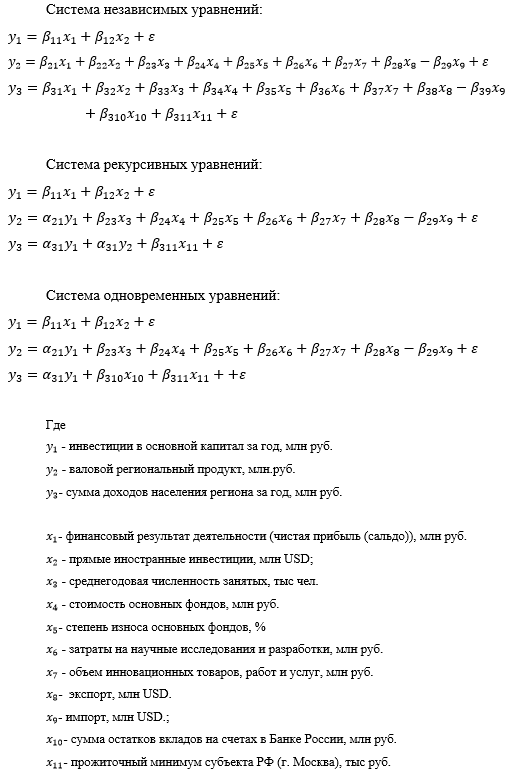 Система независимых уравнений:
y₁ = β₁₁x₁ + β₁₂x₂ + ε
y₂ = β₂₁x₁ + β₂₂x₂ + β₂₃x₃ + β₂₄x₄ + β₂₅x₅ + β₂₆x₆ + β₂₇x₇ + β₂₈x₈ − β₂₉x₉ + ε
y₃ = β₃₁x₁ + β₃₂x₂ + β₃₃x₃ + β₃₄x₄ + β₃₅x₅ + β₃₆x₆ + β₃₇x₇ + β₃₈x₈ − β₃₉x₉
+ β₃₁₀x₁₀ + β₃₁₁x₁₁ + ε
Система рекурсивных уравнений:
y₁ = β₁₁x₁ + β₁₂x₂ + ε
y₂ = α₂₁y₁ + β₂₃x₃ + β₂₄x₄ + β₂₅x₅ + β₂₆x₆ + β₂₇x₇ + β₂₈x₈ − β₂₉x₉ + ε
y₃ = α₃₁y₁ + α₃₁y₂ + β₃₁₁x₁₁ + ε
Система одновременных уравнений:
y₁ = β₁₁x₁ + β₁₂x₂ + ε
y₂ = α₂₁y₁ + β₂₃x₃ + β₂₄x₄ + β₂₅x₅ + β₂₆x₆ + β₂₇x₇ + β₂₈x₈ − β₂₉x₉ + ε
y₃ = α₃₁y₁ + β₃₁₀x₁₀ + β₃₁₁x₁₁ + +ε
Где
y₁ - инвестиции в основной капитал за год, млн руб.
y₂ - валовой региональный продукт, млн.руб.
y₃- сумма доходов населения региона за год, млн руб.
x₁- финансовый результат деятельности (чистая прибыль (сальдо)), млн руб.
x₂ - прямые иностранные инвестиции, млн USD;
x₃ - среднегодовая численность занятых, тыс чел.
x₄ - стоимость основных фондов, млн руб.
x₅- степень износа основных фондов, %
x₆ - затраты на научные исследования и разработки, млн руб.
x₇ - объем инновационных товаров, работ и услуг, млн руб.
x₈- экспорт, млн USD.
x₉- импорт, млн USD.;
x₁₀- сумма остатков вкладов на счетах в Банке России, млн руб.
x₁₁- прожиточный минимум субъекта РФ (г. Москва), тыс руб.